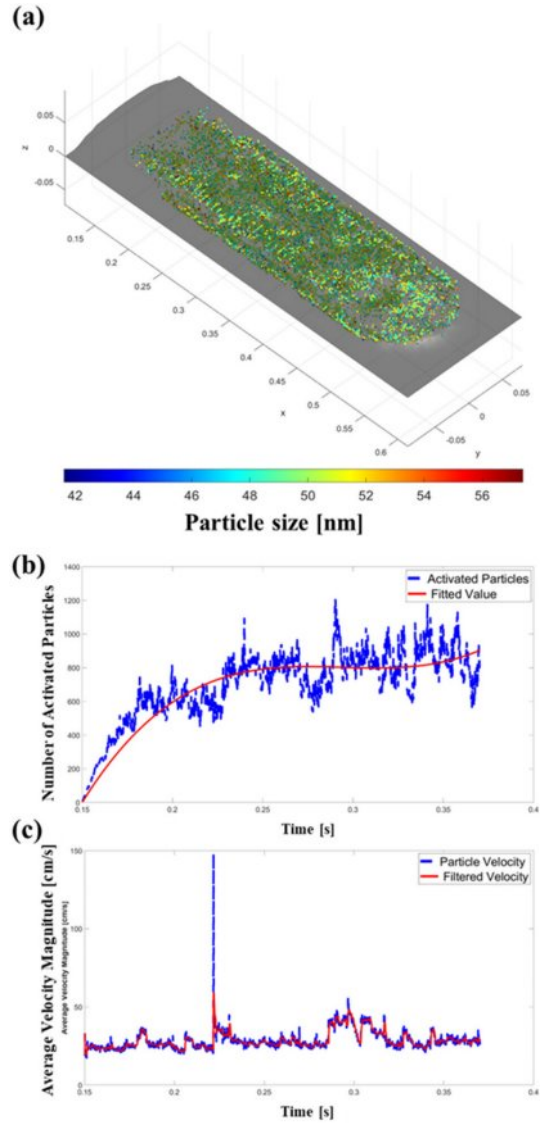 (a)
0.05
0
-0.05
z
0.15
0.2
0.25
0.3
0.35
0.4
0.45
0.5
0.55
0.6
x
0.05
0
-0.05
y
42 44 46 48 50 52 54 56
Particle size [nm]
(b)
1400
1200
1000
800
600
400
200
0
Number of Activated Particles
Activated Particles
Fitted Value
0.15 0.2 0.25 0.3 0.35 0.4
Time [s]
(c)
150
100
50
0
Average Velocity Magnitude [cm/s]
Average Velocity Magnitude [cm/s]
Particle Velocity
Filtered Velocity
0.15 0.2 0.25 0.3 0.35 0.4
Time [s]